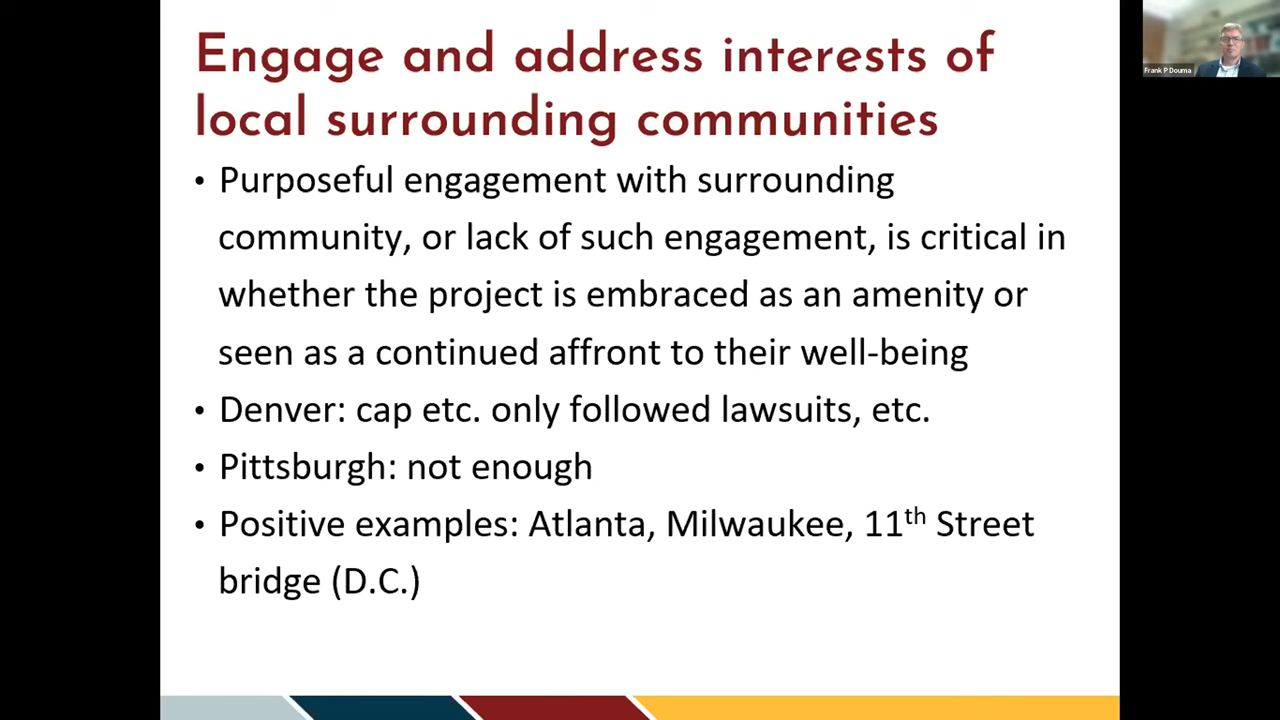 Engage and address interests of
local surrounding communities
• Purposeful engagement with surrounding
community, or lack of such engagement, is critical in
whether the project is embraced as an amenity or
seen as a continued affront to their well-being
• Denver: cap etc. only followed lawsuits, etc.
• Pittsburgh: not enough
• Positive examples: Atlanta, Milwaukee, 11th Street
bridge (D.C.)
Frank P Douma